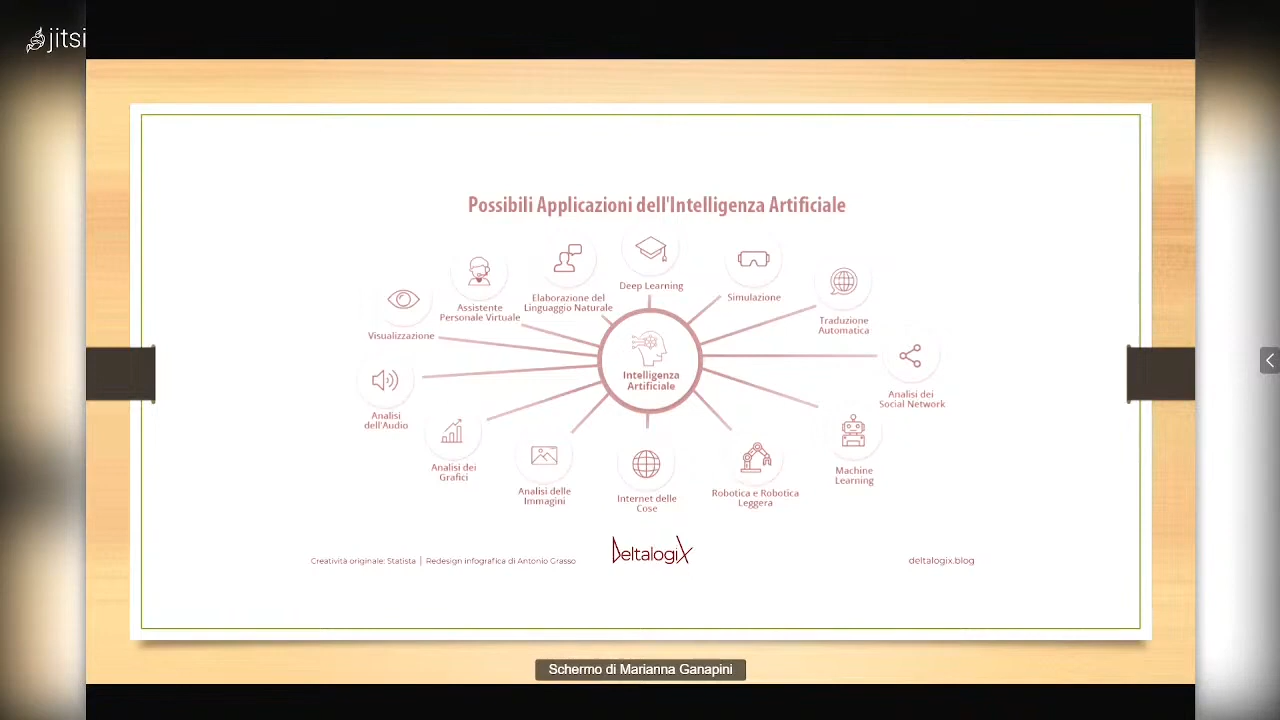 jitsi
Possibili Applicazioni dell'Intelligenza Artificiale
Deep Learning
Elaborazione del
Linguaggio Naturale
Simulazione
Assistente
Personale Virtuale
Traduzione
Automatica
Visualizzazione
Intelligenza
Artificiale
Analisi dei
Social Network
Analisi
dell'Audio
Analisi dei
Grafici
Machine
Learning
Analisi delle
Immagini
Internet delle
Cose
Robotica e Robotica
Leggera
Creatività originale: Statista | Redesign infografica di Antonio Grasso
DeltalogiX
deltalogix.blog
Schermo di Marianna Ganapini